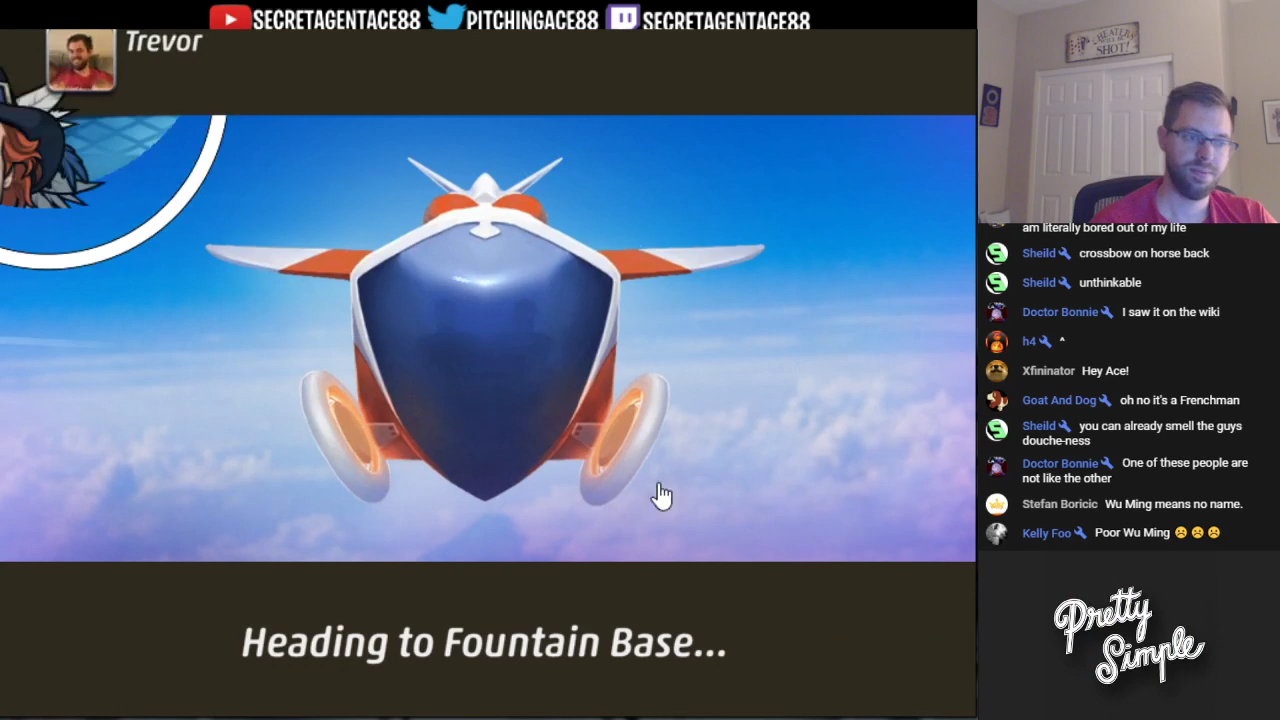 SECRETAGENTACE88 PITCHINGACE88 SECRETAGENTACE88
Trevor
SHOT!
am literally bored out of my life
Sheild crossbow on horse back
Sheild unthinkable
Doctor Bonnie I saw it on the wiki
h4 ^
Xfininator Hey Ace!
Goat And Dog oh no it's a Frenchman
Sheild you can already smell the guys
douche-ness
Doctor Bonnie One of these people are
not like the other
Stefan Boricic Wu Ming means no name.
Kelly Foo Poor Wu Ming ☹️☹️☹️
Heading to Fountain Base...
Pretty
Simple